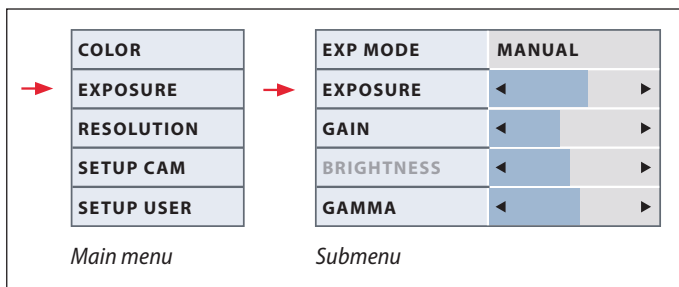 COLOR
EXPOSURE
RESOLUTION
SETUP CAM
SETUP USER
Main menu
EXP MODE MANUAL
EXPOSURE
GAIN
BRIGHTNESS
GAMMA
Submenu